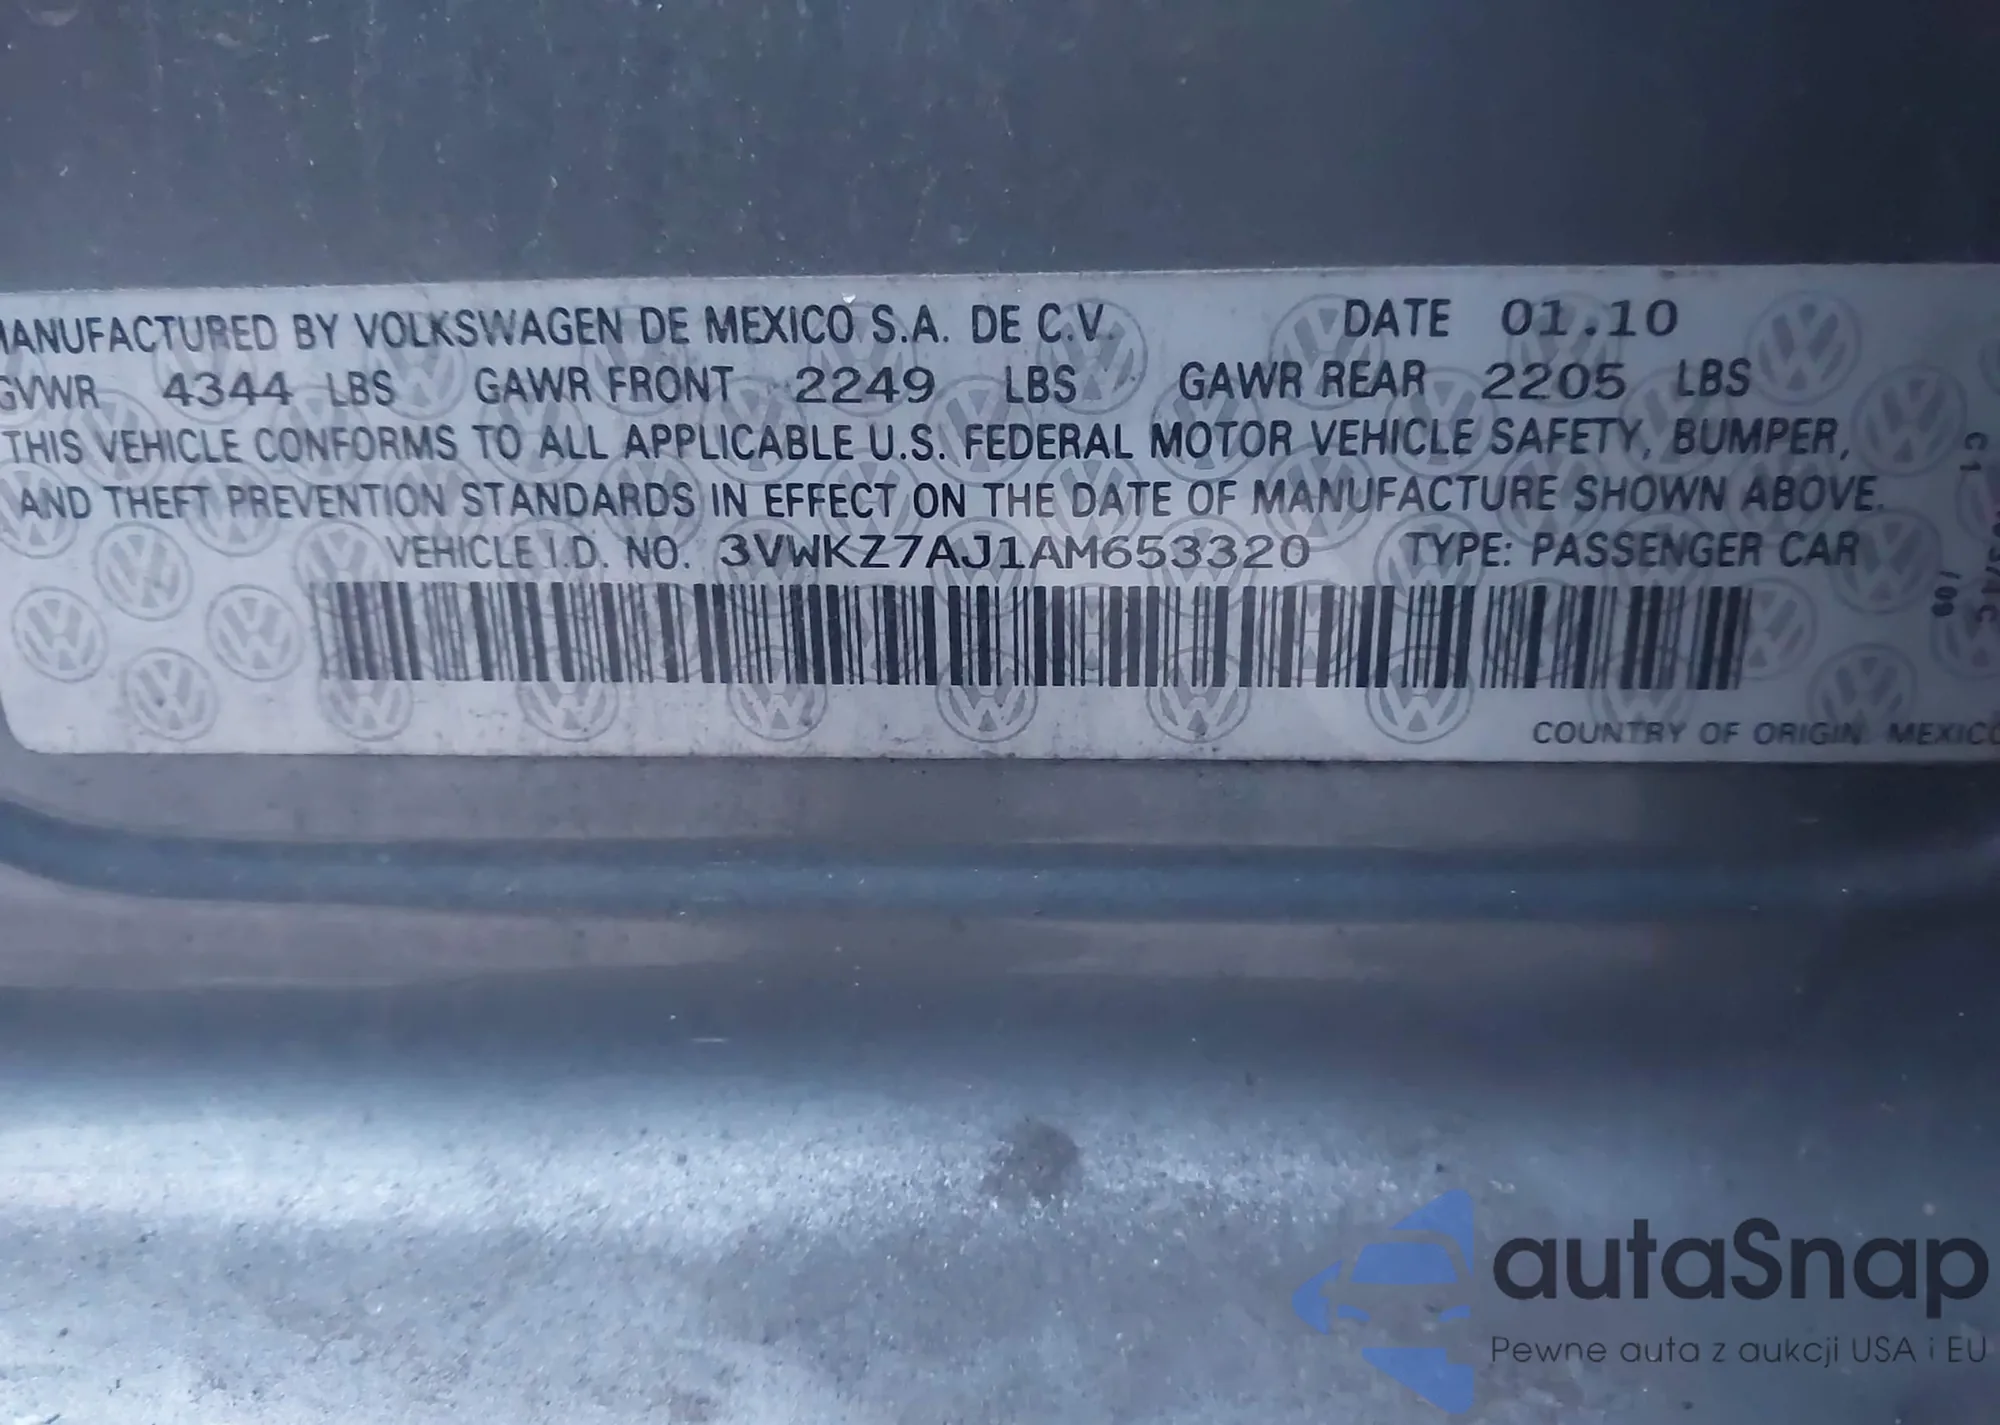 MANUFACTURED BY VOLKSWAGEN DE MEXICO S.A. DE C.V. DATE 01.10
GVWR 4344 LBS GAWR FRONT 2249 LBS GAWR REAR 2205 LBS
THIS VEHICLE CONFORMS TO ALL APPLICABLE U.S. FEDERAL MOTOR VEHICLE SAFETY, BUMPER,
AND THEFT PREVENTION STANDARDS IN EFFECT ON THE DATE OF MANUFACTURE SHOWN ABOVE.
VEHICLE I.D. NO. 3VWKZ7AJ1AM653320 TYPE: PASSENGER CAR
COUNTRY OF ORIGIN MEXICO
autaSnap
Pewne auta z aukcji USA i EU